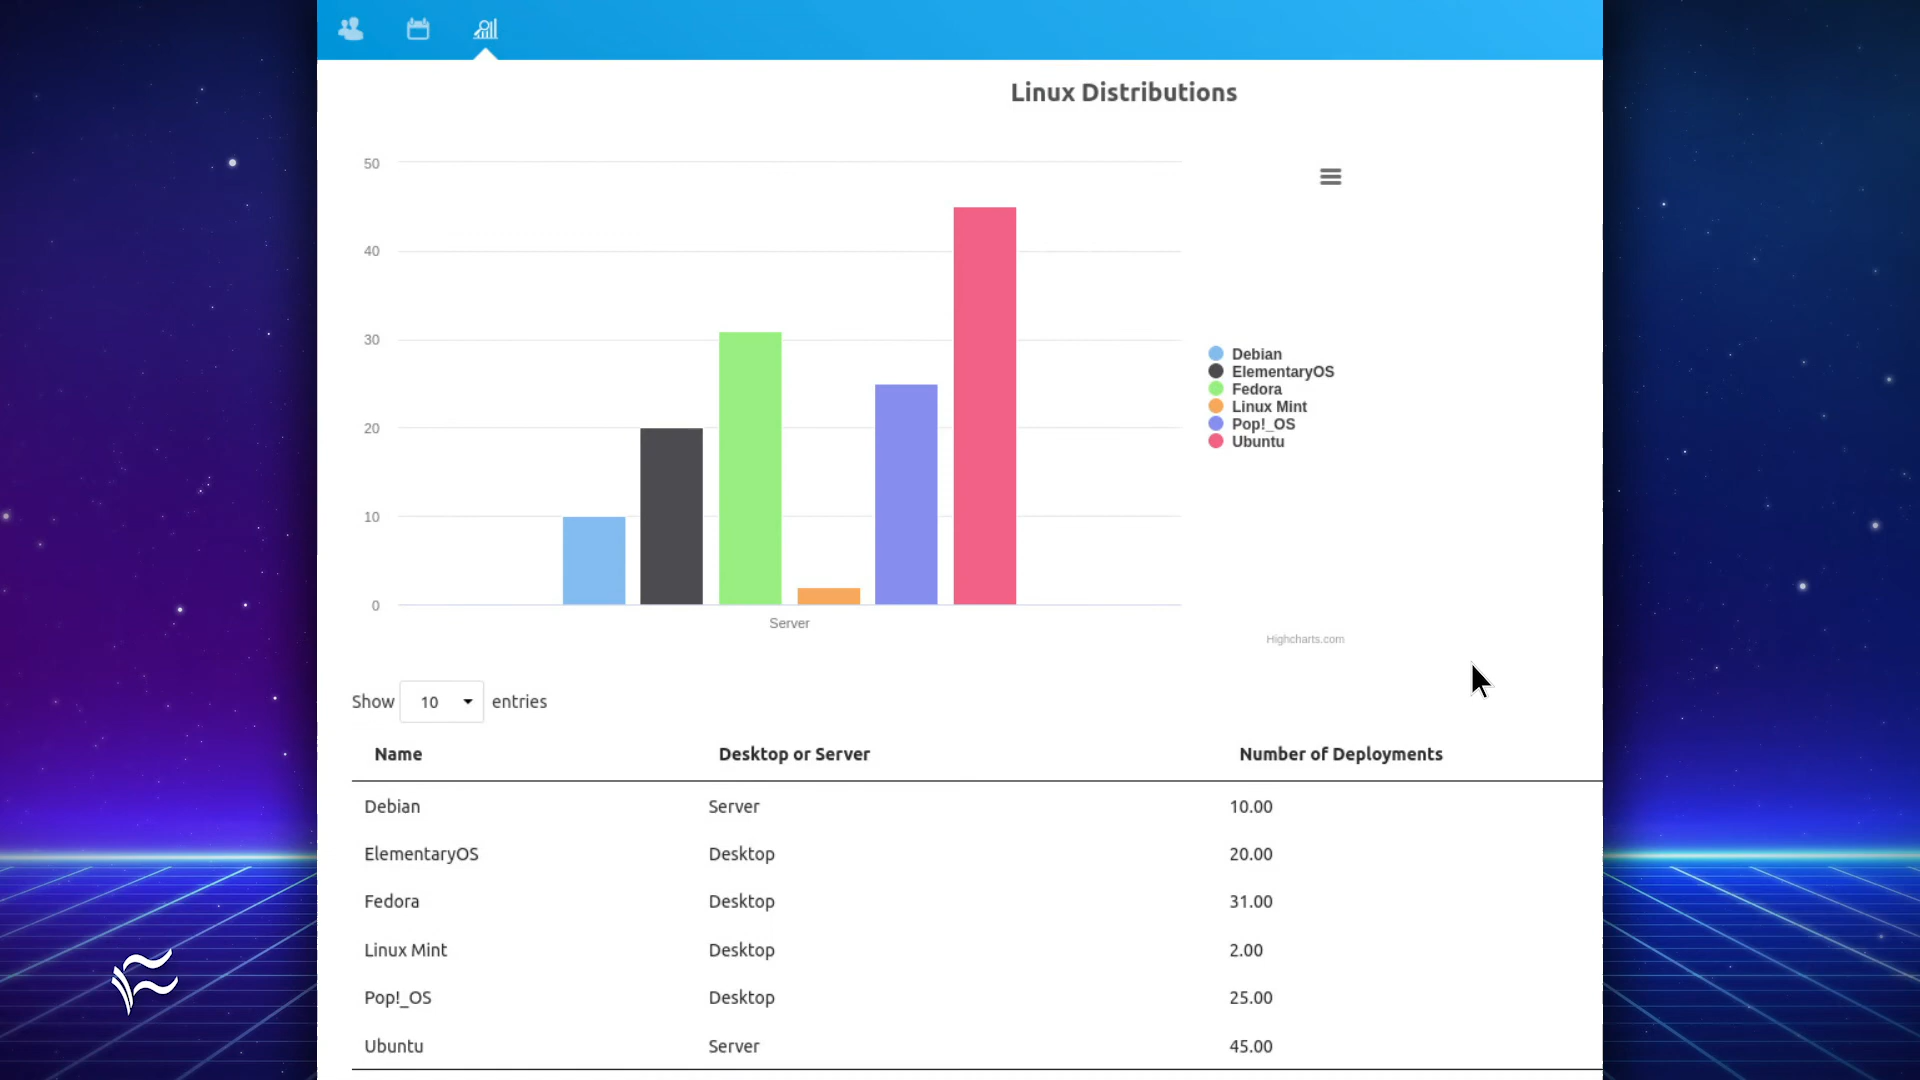 Linux Distributions
50
40
30
20
10
0
Server
Debian
ElementaryOS
Fedora
Linux Mint
Pop!_OS
Ubuntu
Highcharts.com
Show 10 entries
Name Desktop or Server Number of Deployments
Debian Server 10.00
ElementaryOS Desktop 20.00
Fedora Desktop 31.00
Linux Mint Desktop 2.00
Pop!_OS Desktop 25.00
Ubuntu Server 45.00